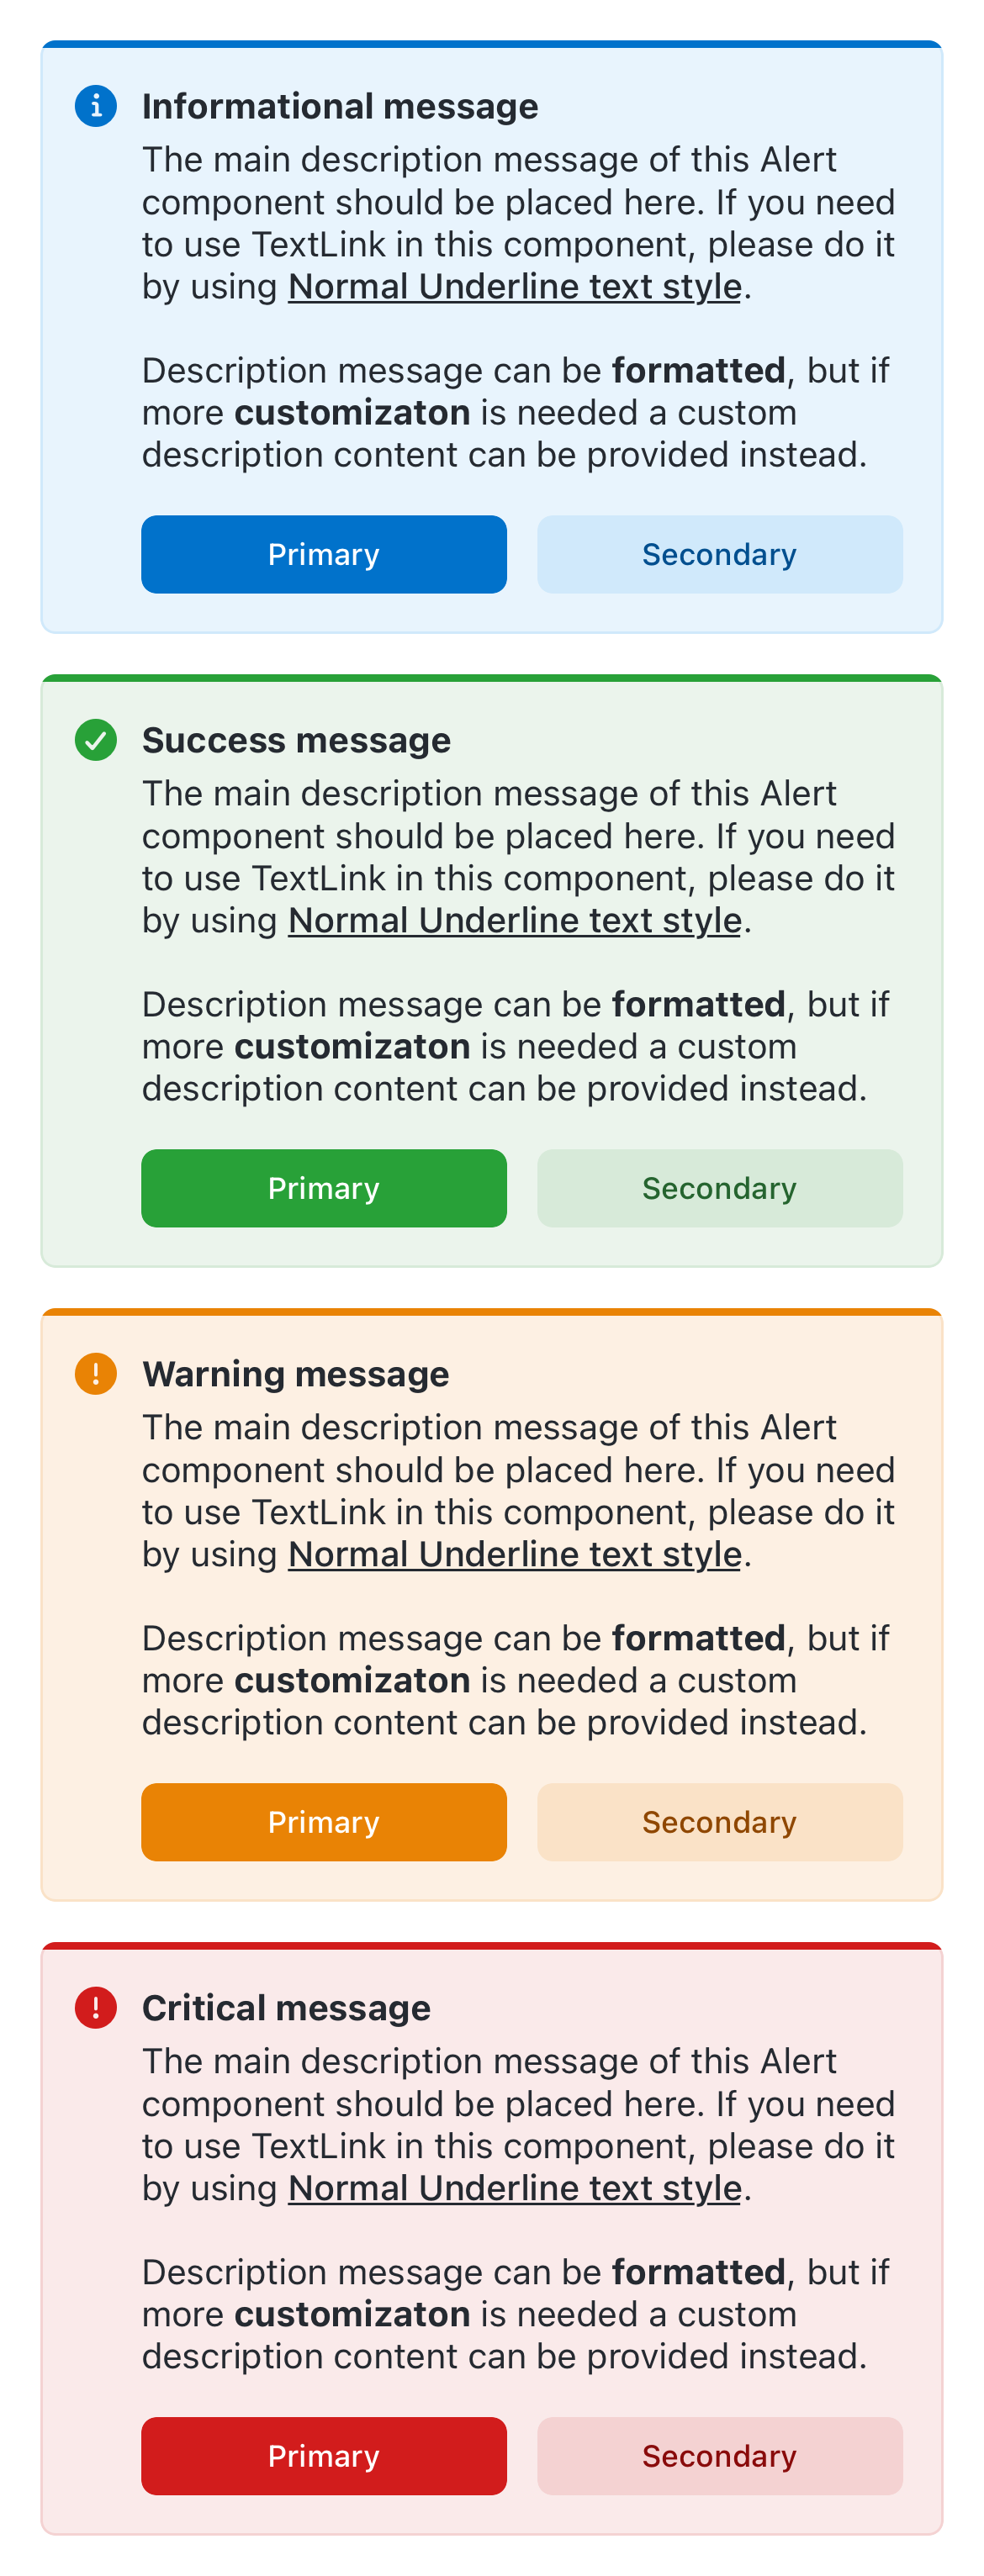 Informational message
The main description message of this Alert
component should be placed here. If you need
to use TextLink in this component, please do it
by using Normal Underline text style.
Description message can be formatted, but if
more customizaton is needed a custom
description content can be provided instead.
Primary
Secondary
Success message
The main description message of this Alert
component should be placed here. If you need
to use TextLink in this component, please do it
by using Normal Underline text style.
Description message can be formatted, but if
more customizaton is needed a custom
description content can be provided instead.
Primary
Secondary
Warning message
The main description message of this Alert
component should be placed here. If you need
to use TextLink in this component, please do it
by using Normal Underline text style.
Description message can be formatted, but if
more customizaton is needed a custom
description content can be provided instead.
Primary
Secondary
Critical message
The main description message of this Alert
component should be placed here. If you need
to use TextLink in this component, please do it
by using Normal Underline text style.
Description message can be formatted, but if
more customizaton is needed a custom
description content can be provided instead.
Primary
Secondary